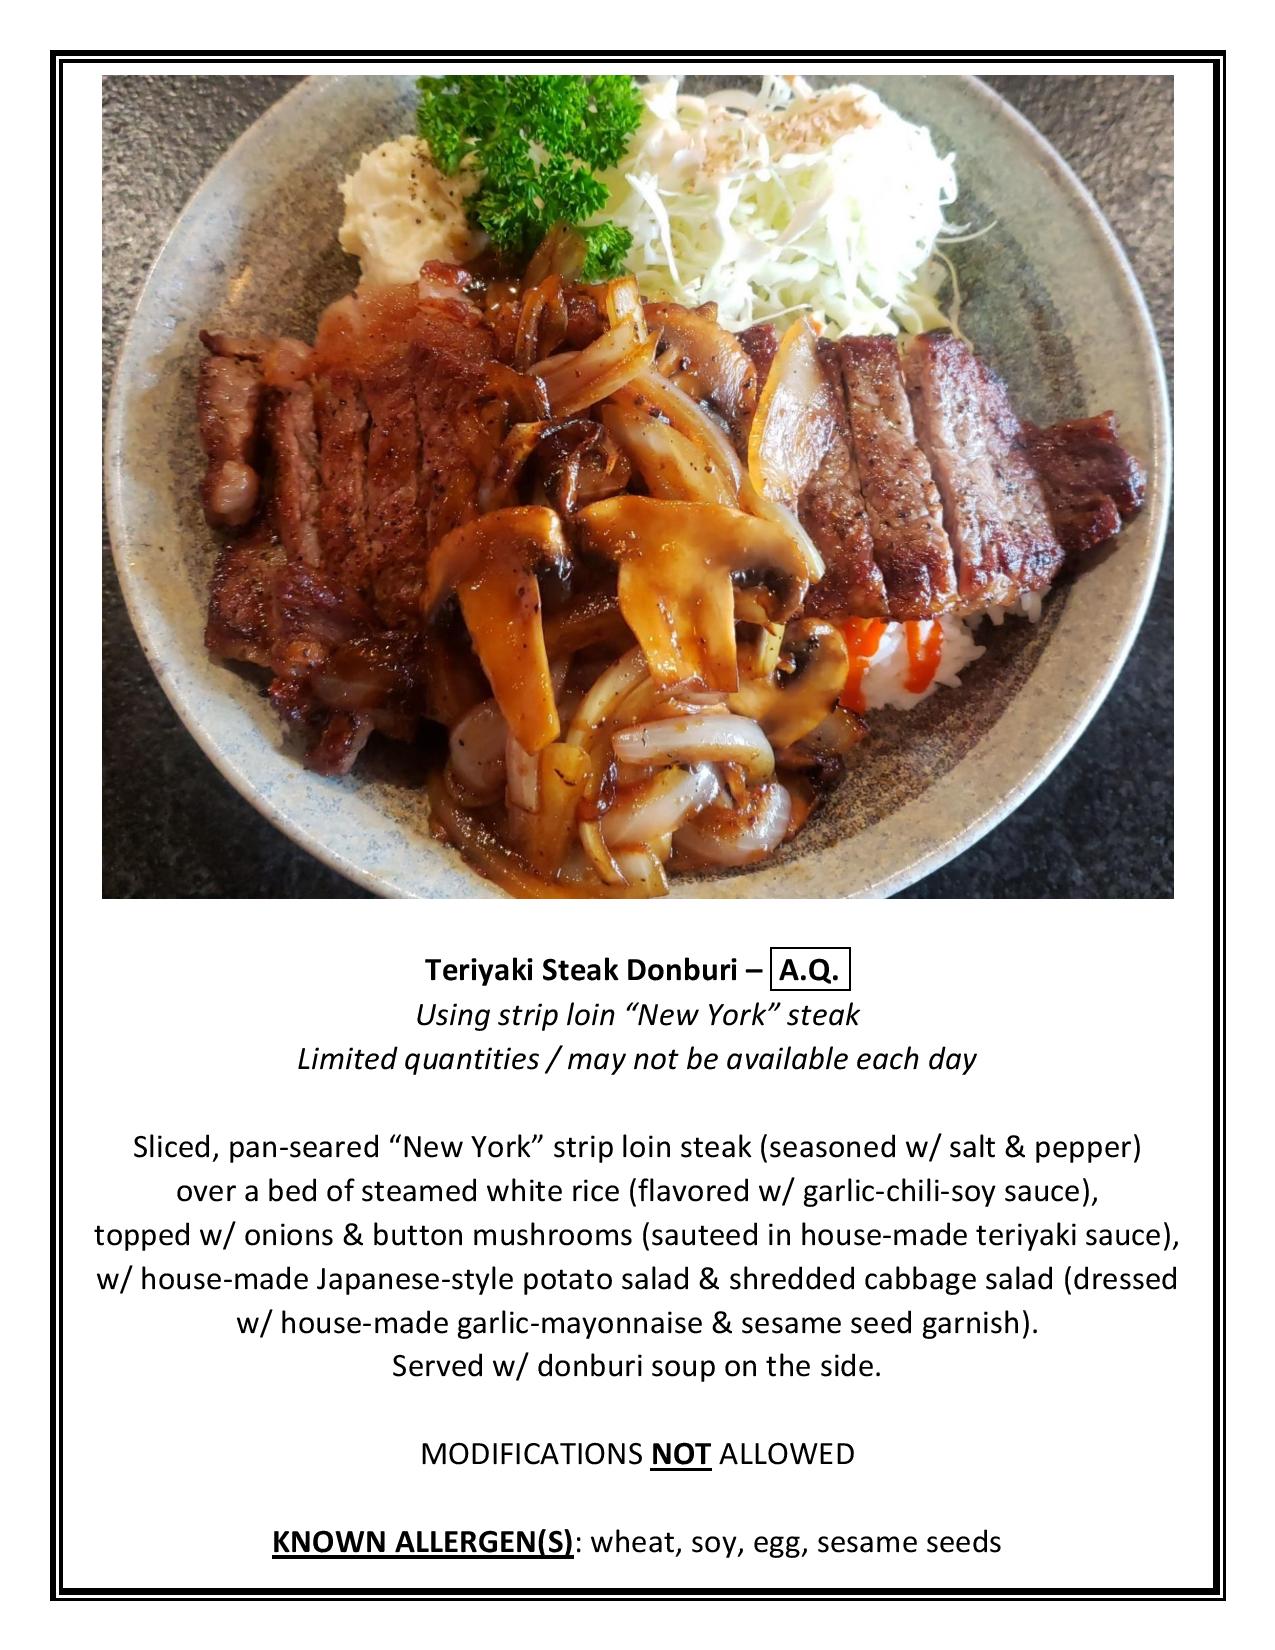 Teriyaki Steak Donburi – A.Q.
Using strip loin “New York” steak
Limited quantities / may not be available each day
Sliced, pan-seared “New York” strip loin steak (seasoned w/ salt & pepper)
over a bed of steamed white rice (flavored w/ garlic-chili-soy sauce),
topped w/ onions & button mushrooms (sauteed in house-made teriyaki sauce),
w/ house-made Japanese-style potato salad & shredded cabbage salad (dressed
w/ house-made garlic-mayonnaise & sesame seed garnish).
Served w/ donburi soup on the side.
MODIFICATIONS NOT ALLOWED
KNOWN ALLERGEN(S): wheat, soy, egg, sesame seeds